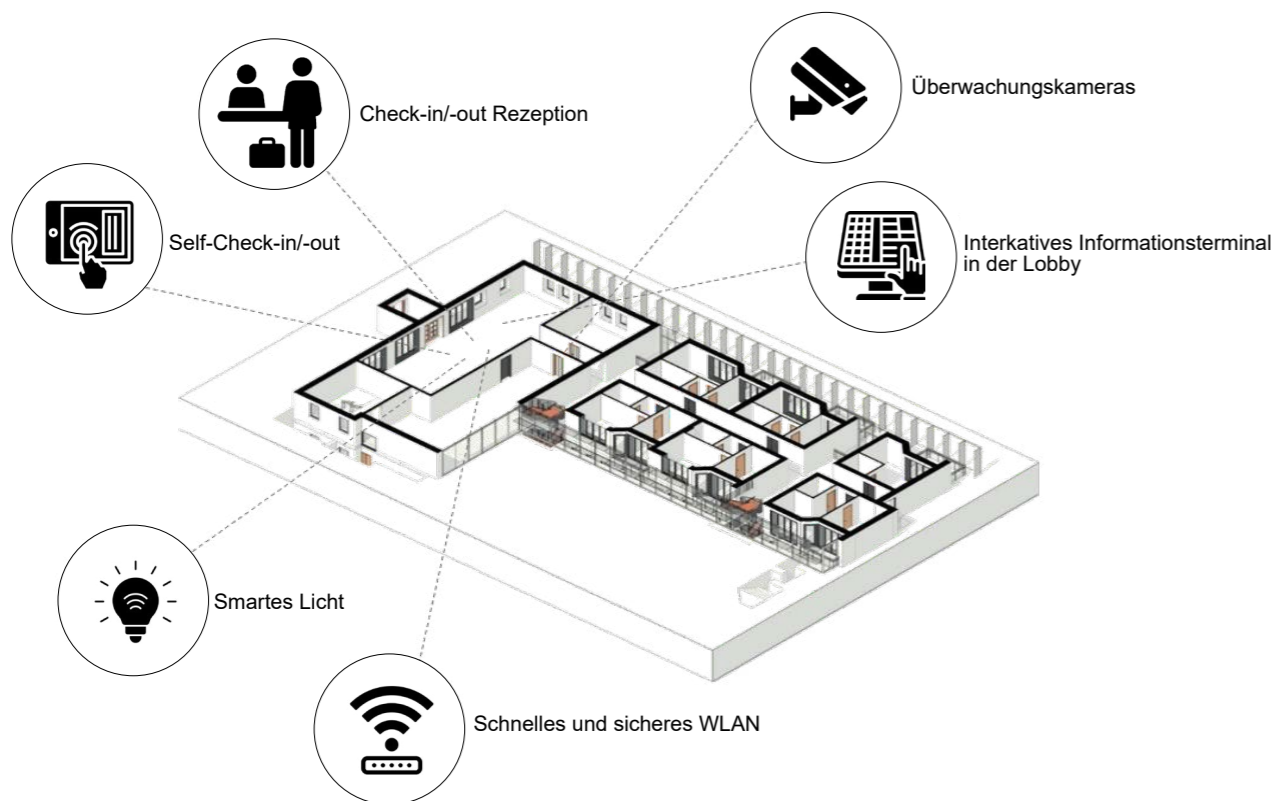 Check-in/-out Rezeption
Überwachungskameras
Self-Check-in/-out
Interkatives Informationsterminal
in der Lobby
Smartes Licht
Schnelles und sicheres WLAN